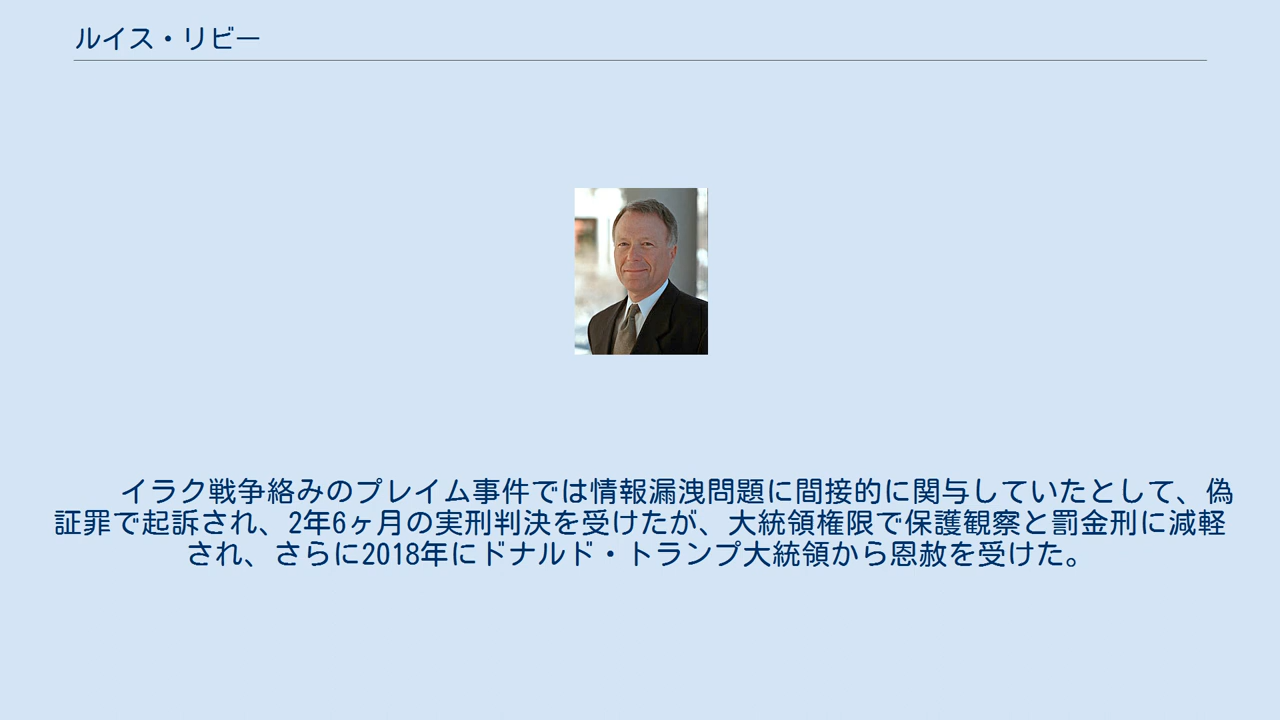 ルイス・リビー
イラク戦争絡みのプレイム事件では情報漏洩問題に間接的に関与していたとして、偽
証罪で起訴され、2年6ヶ月の実刑判決を受けたが、大統領権限で保護観察と罰金刑に減軽
され、さらに2018年にドナルド・トランプ大統領から恩赦を受けた。